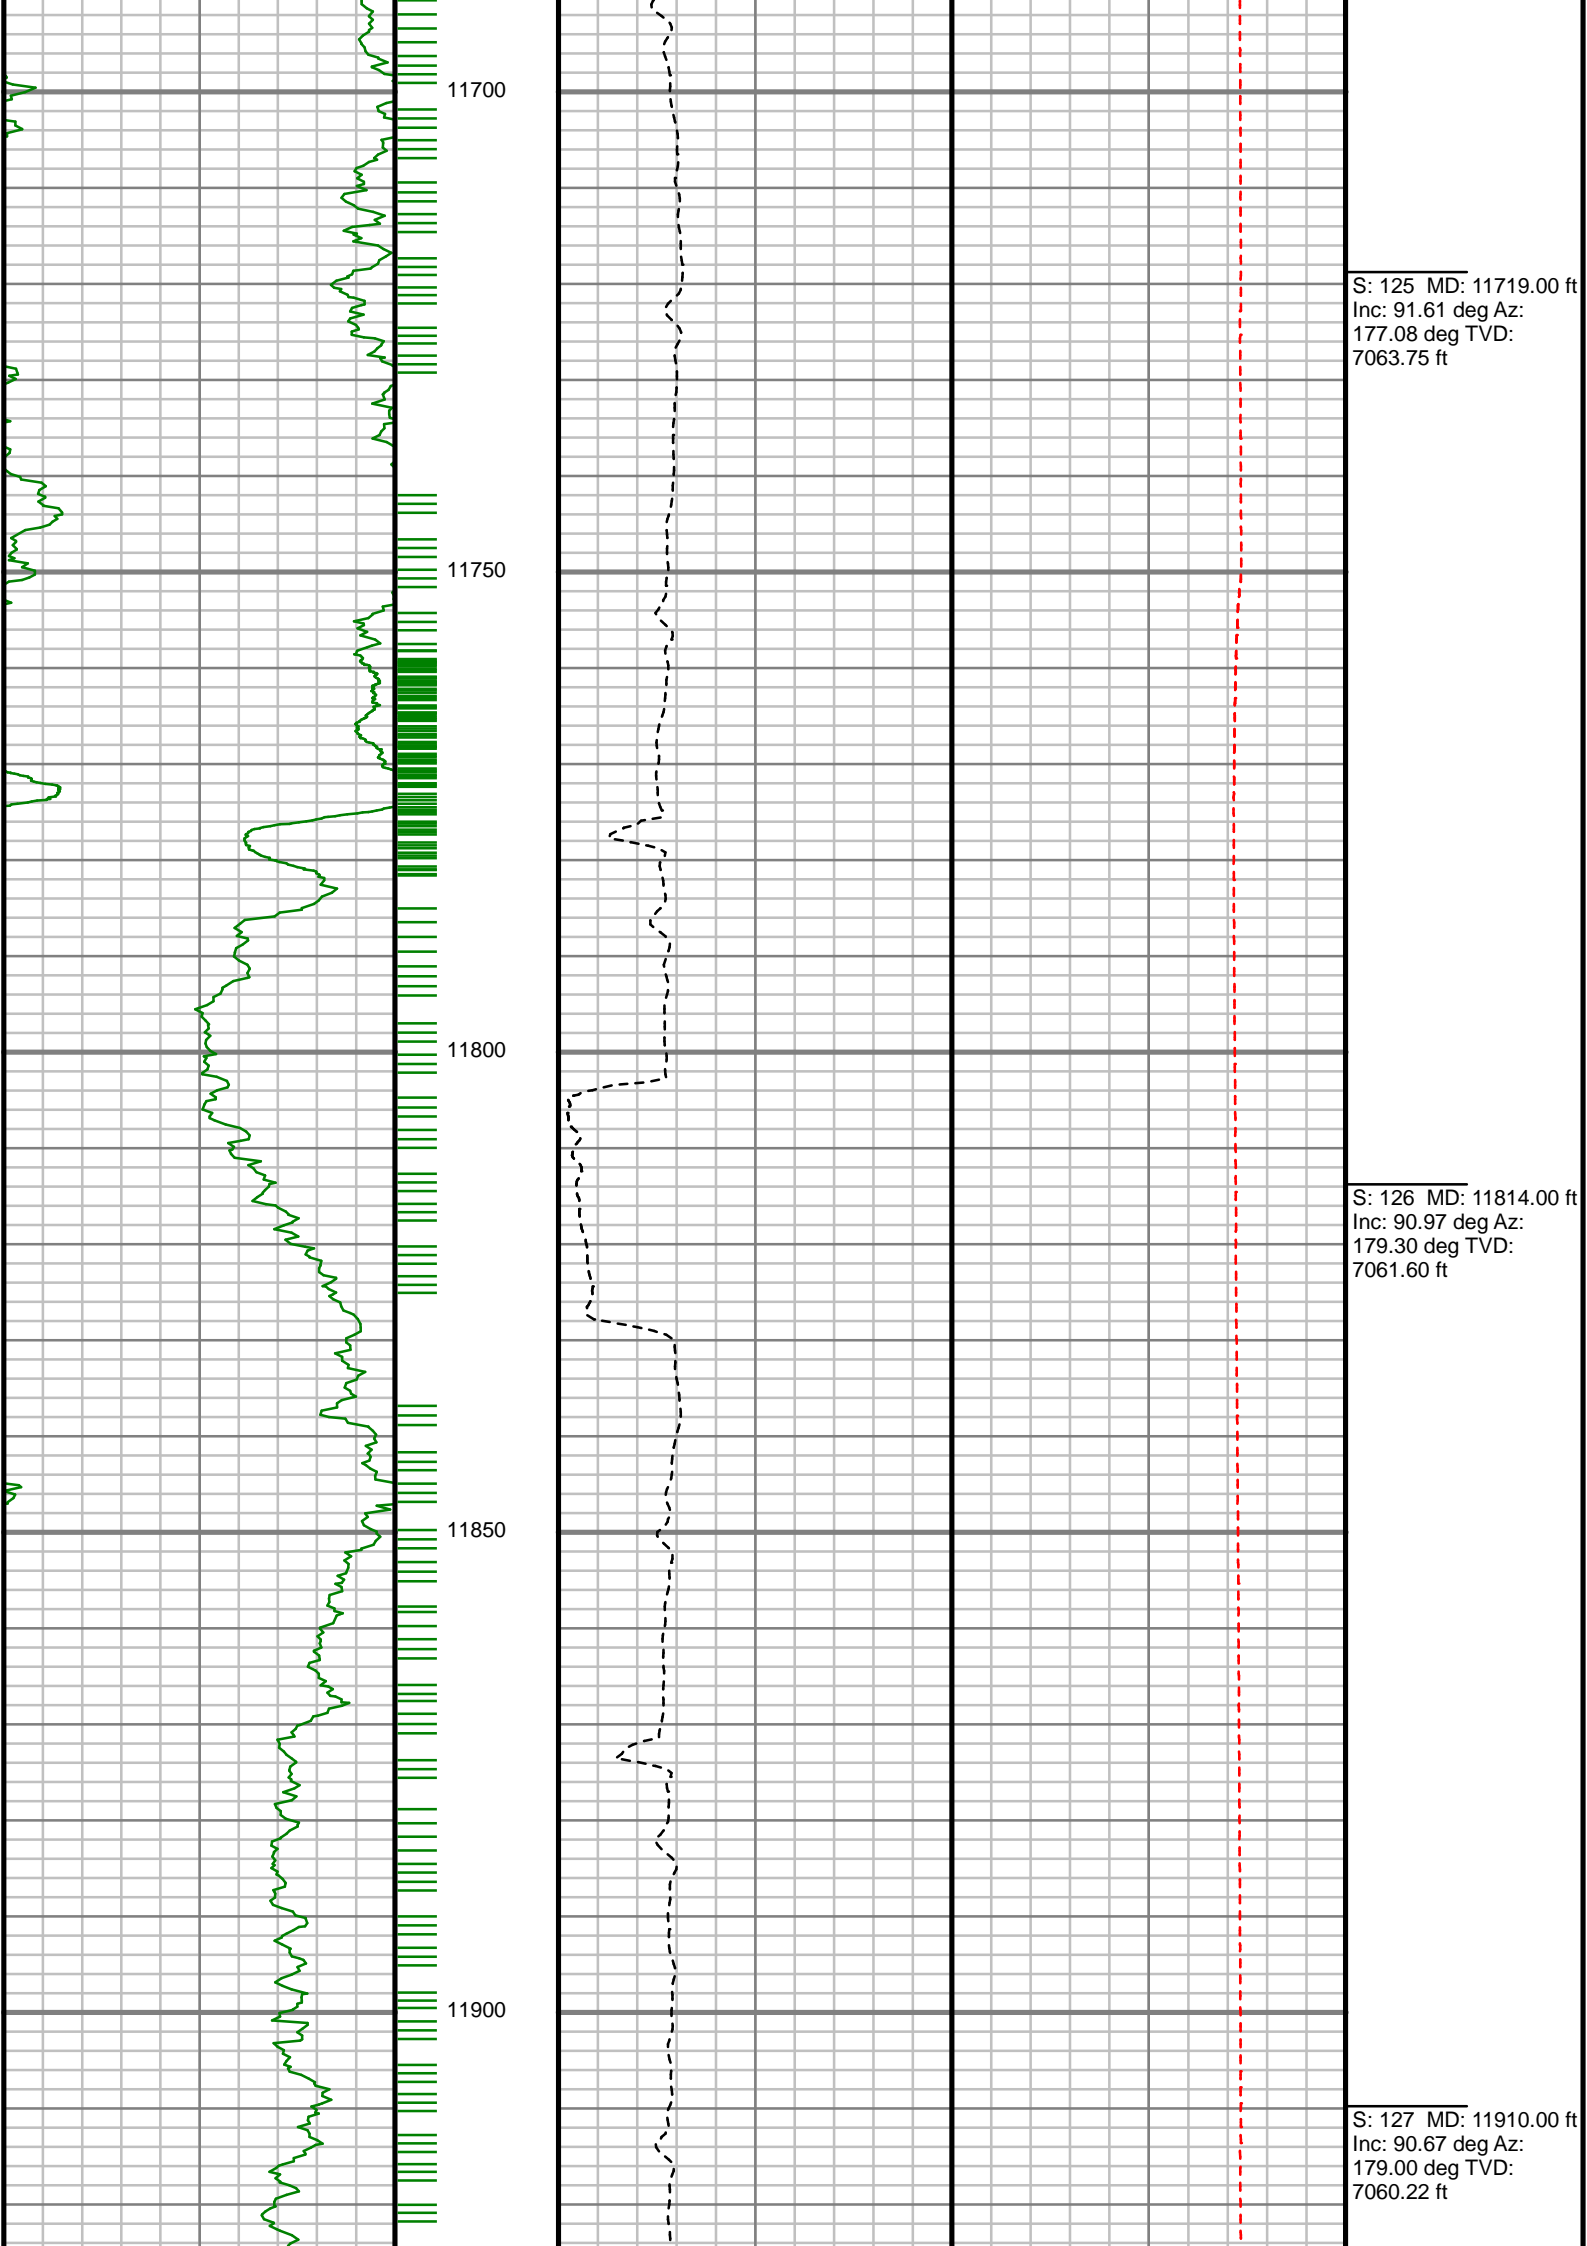 11700
S: 125 MD: 11719.00 ft
Inc: 91.61 deg Az:
177.08 deg TVD:
7063.75 ft
11750
11800
S: 126 MD: 11814.00 ft
Inc: 90.97 deg Az:
179.30 deg TVD:
7061.60 ft
11850
11900
S: 127 MD: 11910.00 ft
Inc: 90.67 deg Az:
179.00 deg TVD:
7060.22 ft